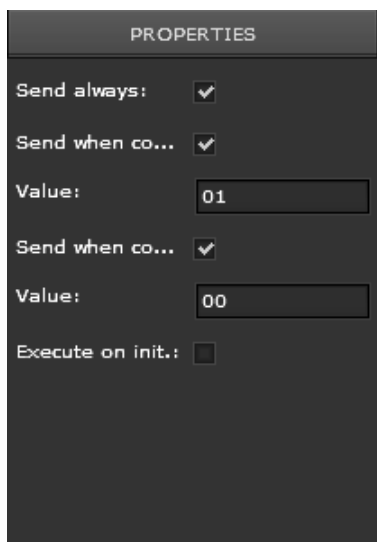 PROPERTIES
Send always:
Send when co...
Value: 01
Send when co...
Value: 00
Execute on init.: